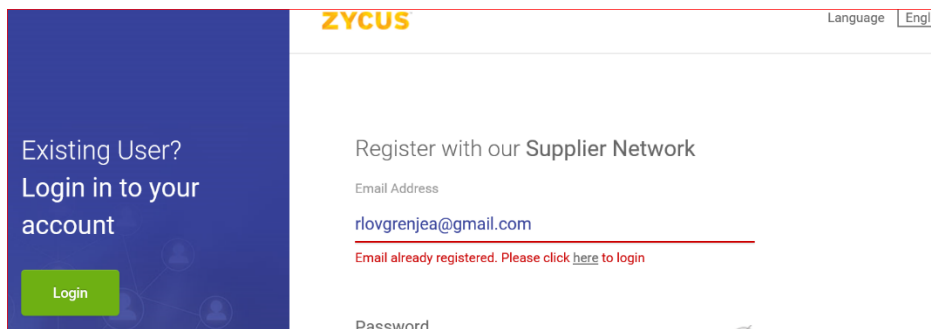 ZYCUS
Language Engl
Existing User?
Login in to your
account
Login
Register with our Supplier Network
Email Address
rlovgrenjea@gmail.com
Email already registered. Please click here to login
Password